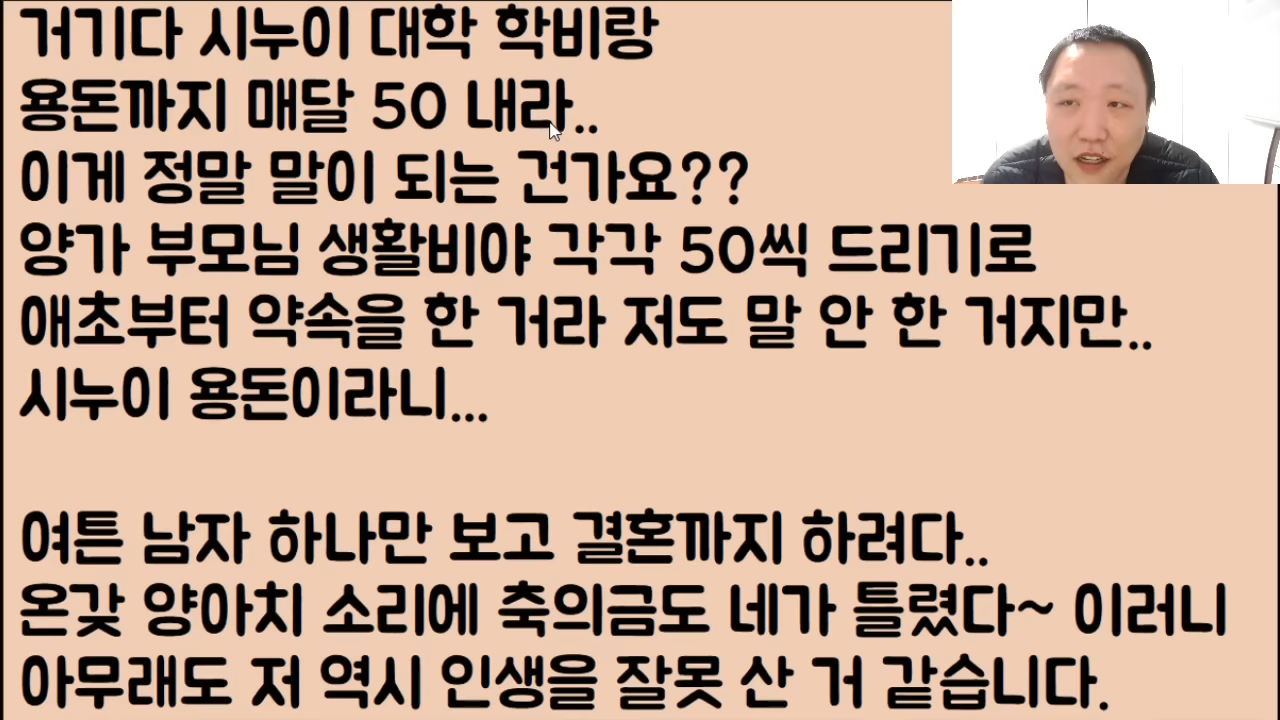 거기다 시누이 대학 학비랑
용돈까지 매달 50 내라..
이게 정말 말이 되는 건가요??
양가 부모님 생활비야 각각 50씩 드리기로
애초부터 약속을 한 거라 저도 말 안 한 거지만..
시누이 용돈이라니...
여튼 남자 하나만 보고 결혼까지 하려다..
온갖 양아치 소리에 축의금도 네가 틀렸다~ 이러니
아무래도 저 역시 인생을 잘못 산 거 같습니다.